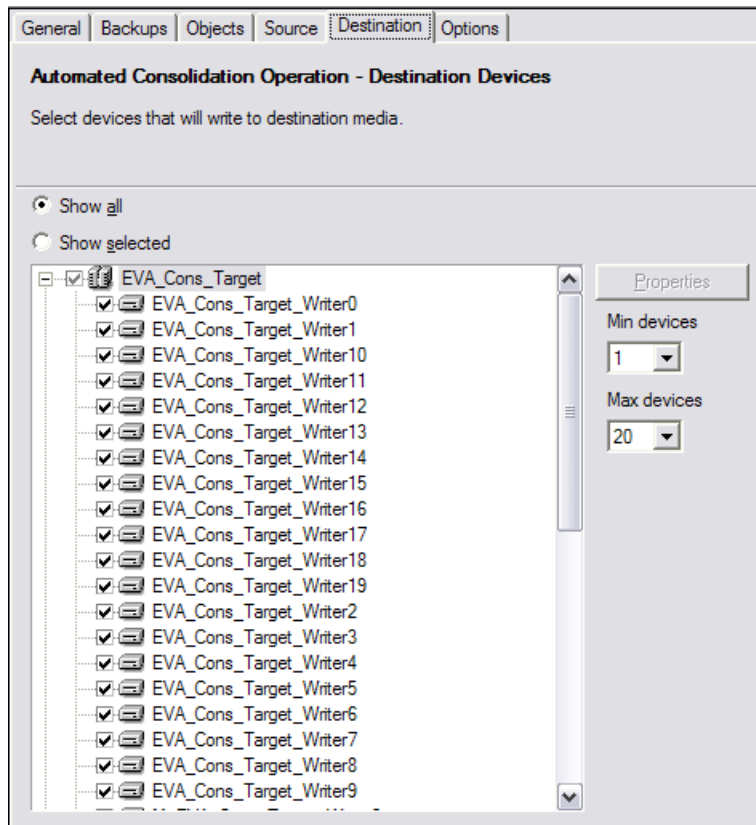 General Backups Objects Source Destination Options
Automated Consolidation Operation - Destination Devices
Select devices that will write to destination media.
Show all
Show selected
EVA_Cons_Target
EVA_Cons_Target_Writer0
Properties
EVA_Cons_Target_Writer1
Min devices
EVA_Cons_Target_Writer10
1
EVA_Cons_Target_Writer11
EVA_Cons_Target_Writer12
Max devices
EVA_Cons_Target_Writer13
20
EVA_Cons_Target_Writer14
EVA_Cons_Target_Writer15
EVA_Cons_Target_Writer16
EVA_Cons_Target_Writer17
EVA_Cons_Target_Writer18
EVA_Cons_Target_Writer19
EVA_Cons_Target_Writer2
EVA_Cons_Target_Writer3
EVA_Cons_Target_Writer4
EVA_Cons_Target_Writer5
EVA_Cons_Target_Writer6
EVA_Cons_Target_Writer7
EVA_Cons_Target_Writer8
EVA_Cons_Target_Writer9